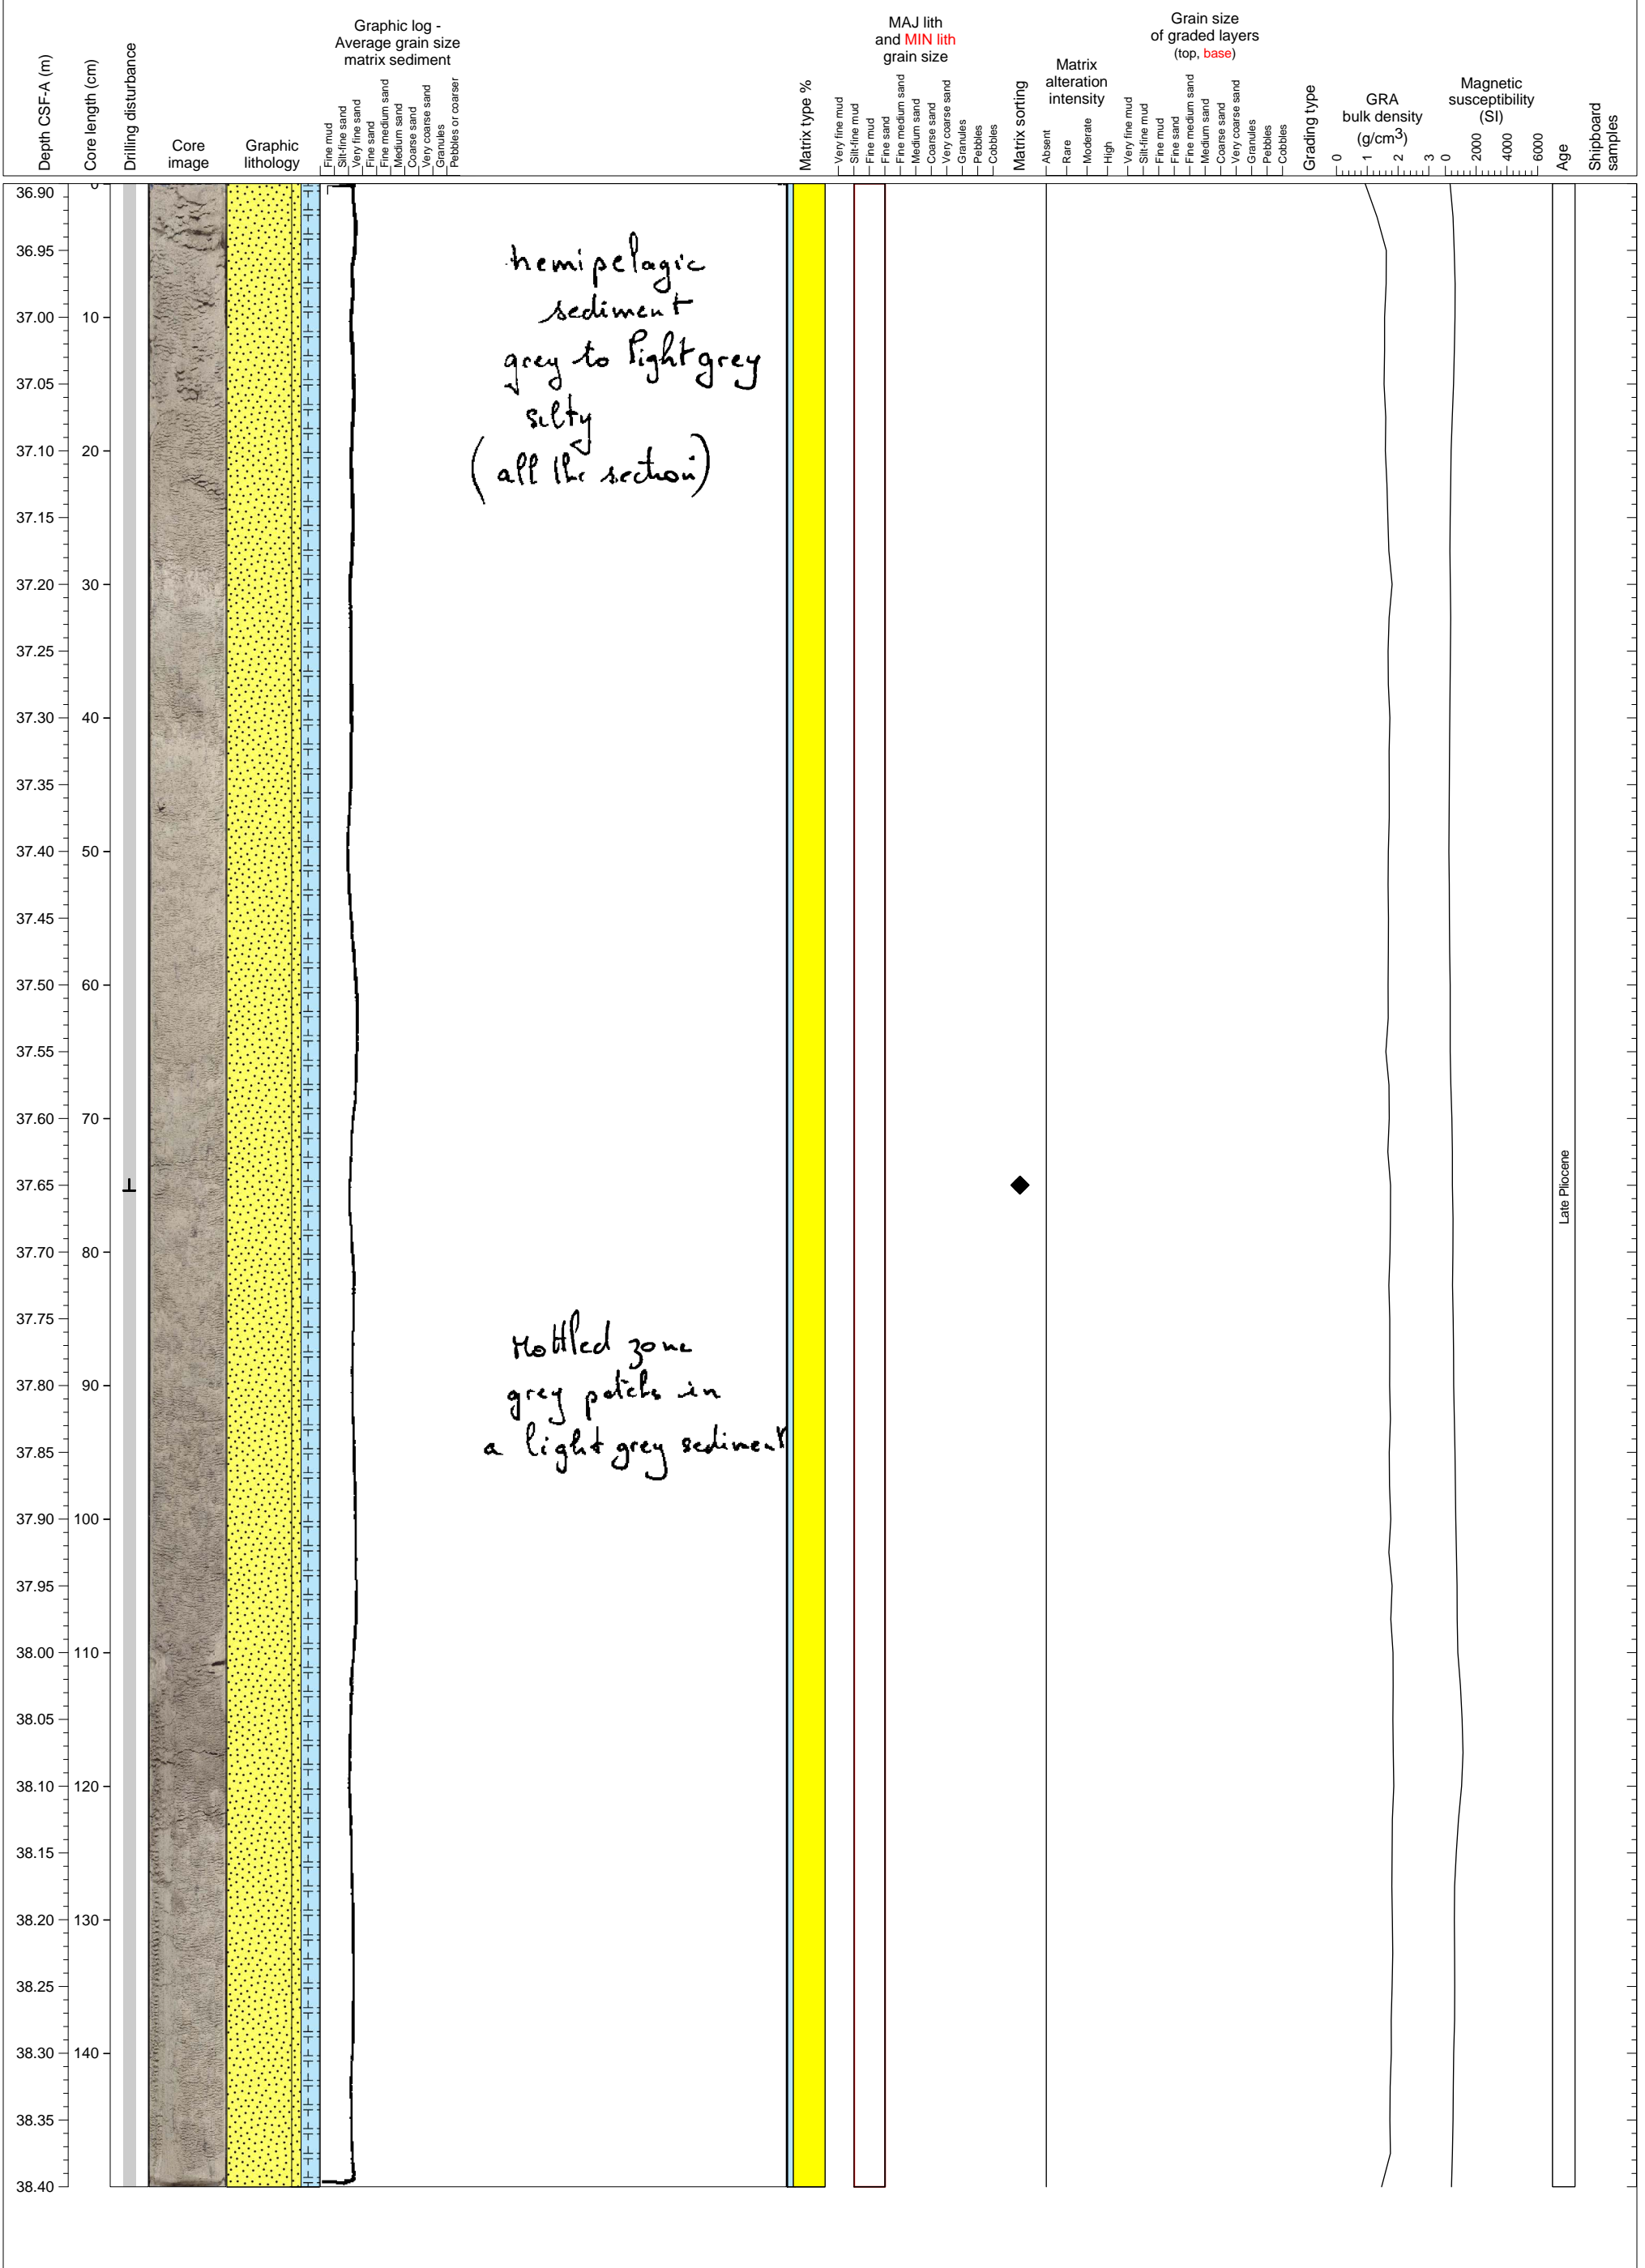 Depth CSF-A (m)
Core length (cm)
Drilling disturbance
Core
image
Graphic
lithology
Graphic log -
Average grain size
matrix sediment
Fine mud
Silt-fine sand
Very fine sand
Fine sand
Fine medium sand
Medium sand
Coarse sand
Very coarse sand
Granules
Pebbles or coarser
Matrix type %
MAJ lith
and MIN lith
grain size
Very fine mud
Silt-fine mud
Fine mud
Fine sand
Fine medium sand
Medium sand
Coarse sand
Very coarse sand
Granules
Pebbles
Cobbles
Matrix sorting
Matrix
alteration
intensity
Absent
Rare
Moderate
High
Grain size
of graded layers
(top, base)
Very fine mud
Silt-fine mud
Fine mud
Fine sand
Fine medium sand
Medium sand
Coarse sand
Very coarse sand
Granules
Pebbles
Cobbles
Grading type
GRA
bulk density
(g/cm3)
0 1 2 3
Magnetic
susceptibility
(SI)
0 2000 4000 6000
Age
Shipboard
samples
36.90 0
36.95
37.00 10
37.05
37.10 20
37.15
37.20 30
37.25
37.30 40
37.35
37.40 50
37.45
37.50 60
37.55
37.60 70
37.65
37.70 80
37.75
37.80 90
37.85
37.90 100
37.95
38.00 110
38.05
38.10 120
38.15
38.20 130
38.25
38.30 140
38.35
38.40
hemipelagic
sediment
grey to light grey
silty
(all the section)
Mottled zone
grey patchs in
a light grey sediment
Late Pliocene